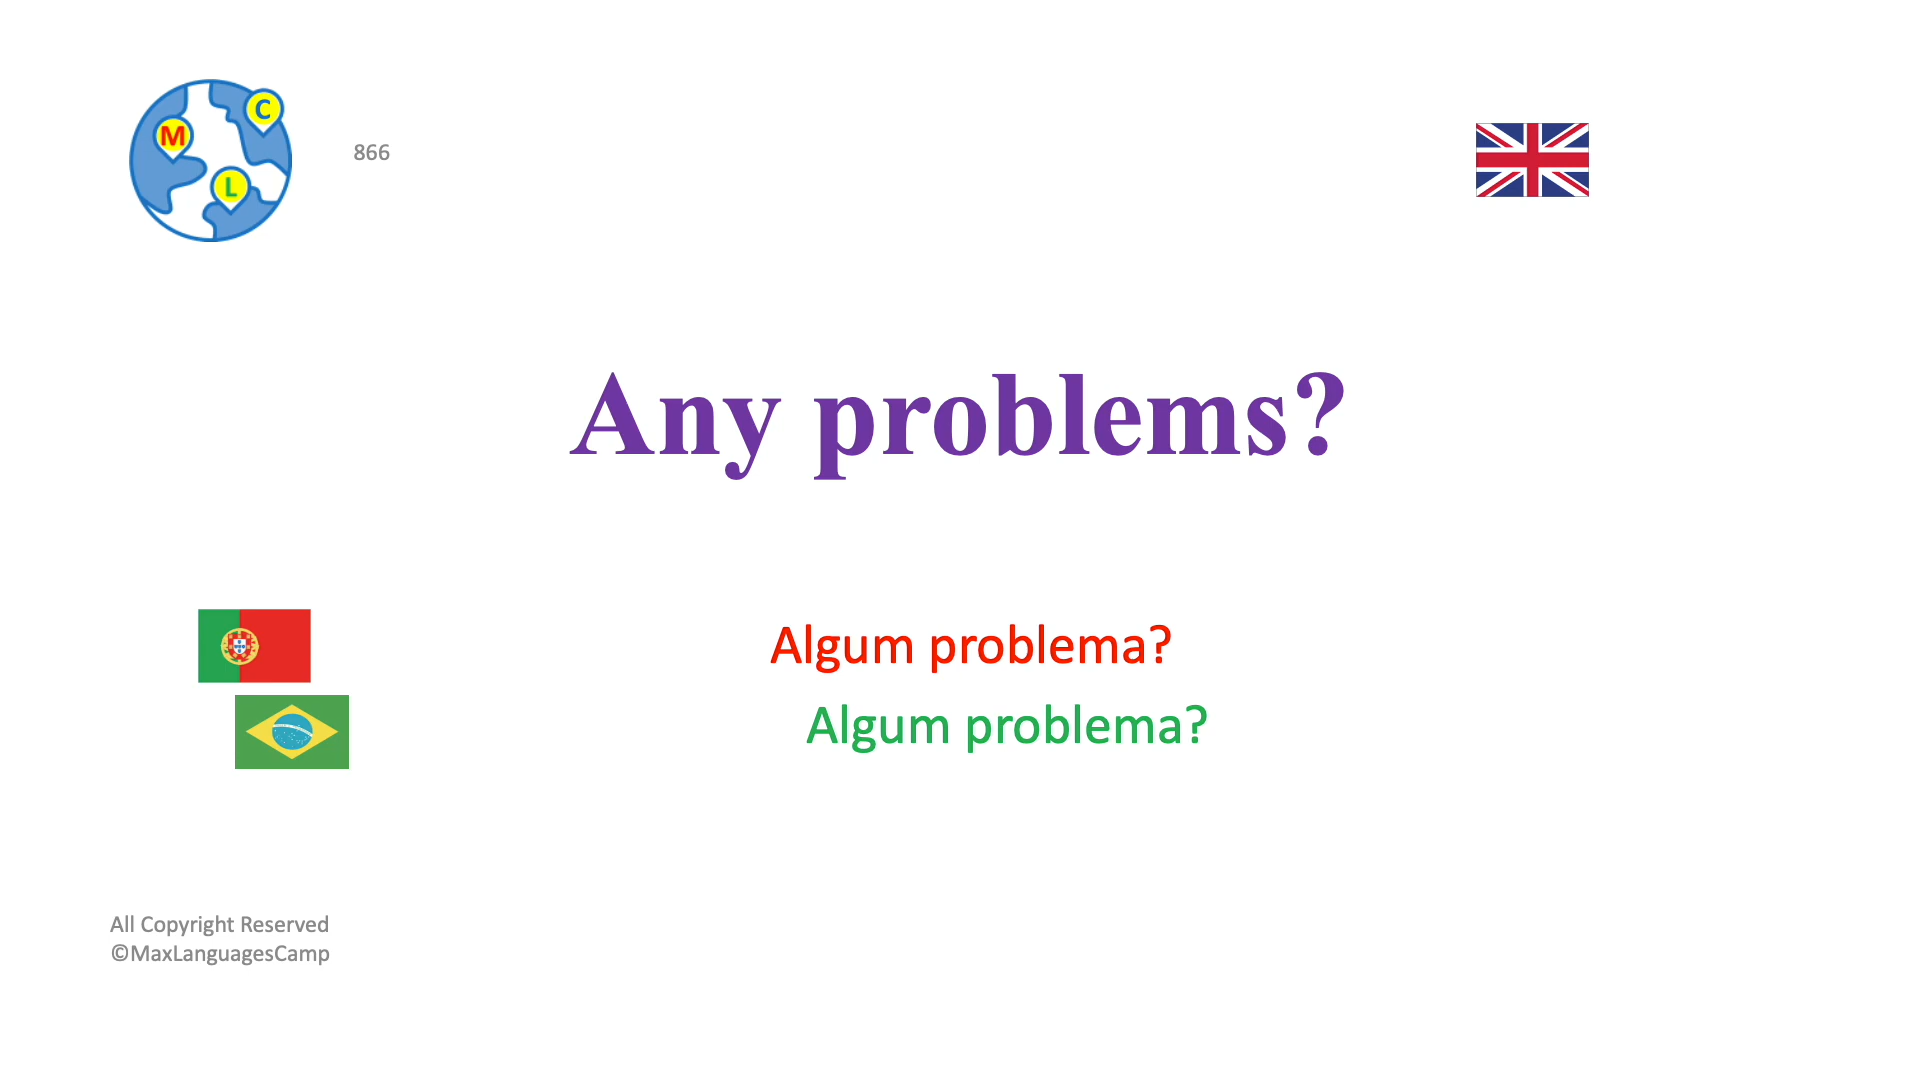 M
C
L
866
Any problems?
Algum problema?
Algum problema?
All Copyright Reserved
©MaxLanguagesCamp